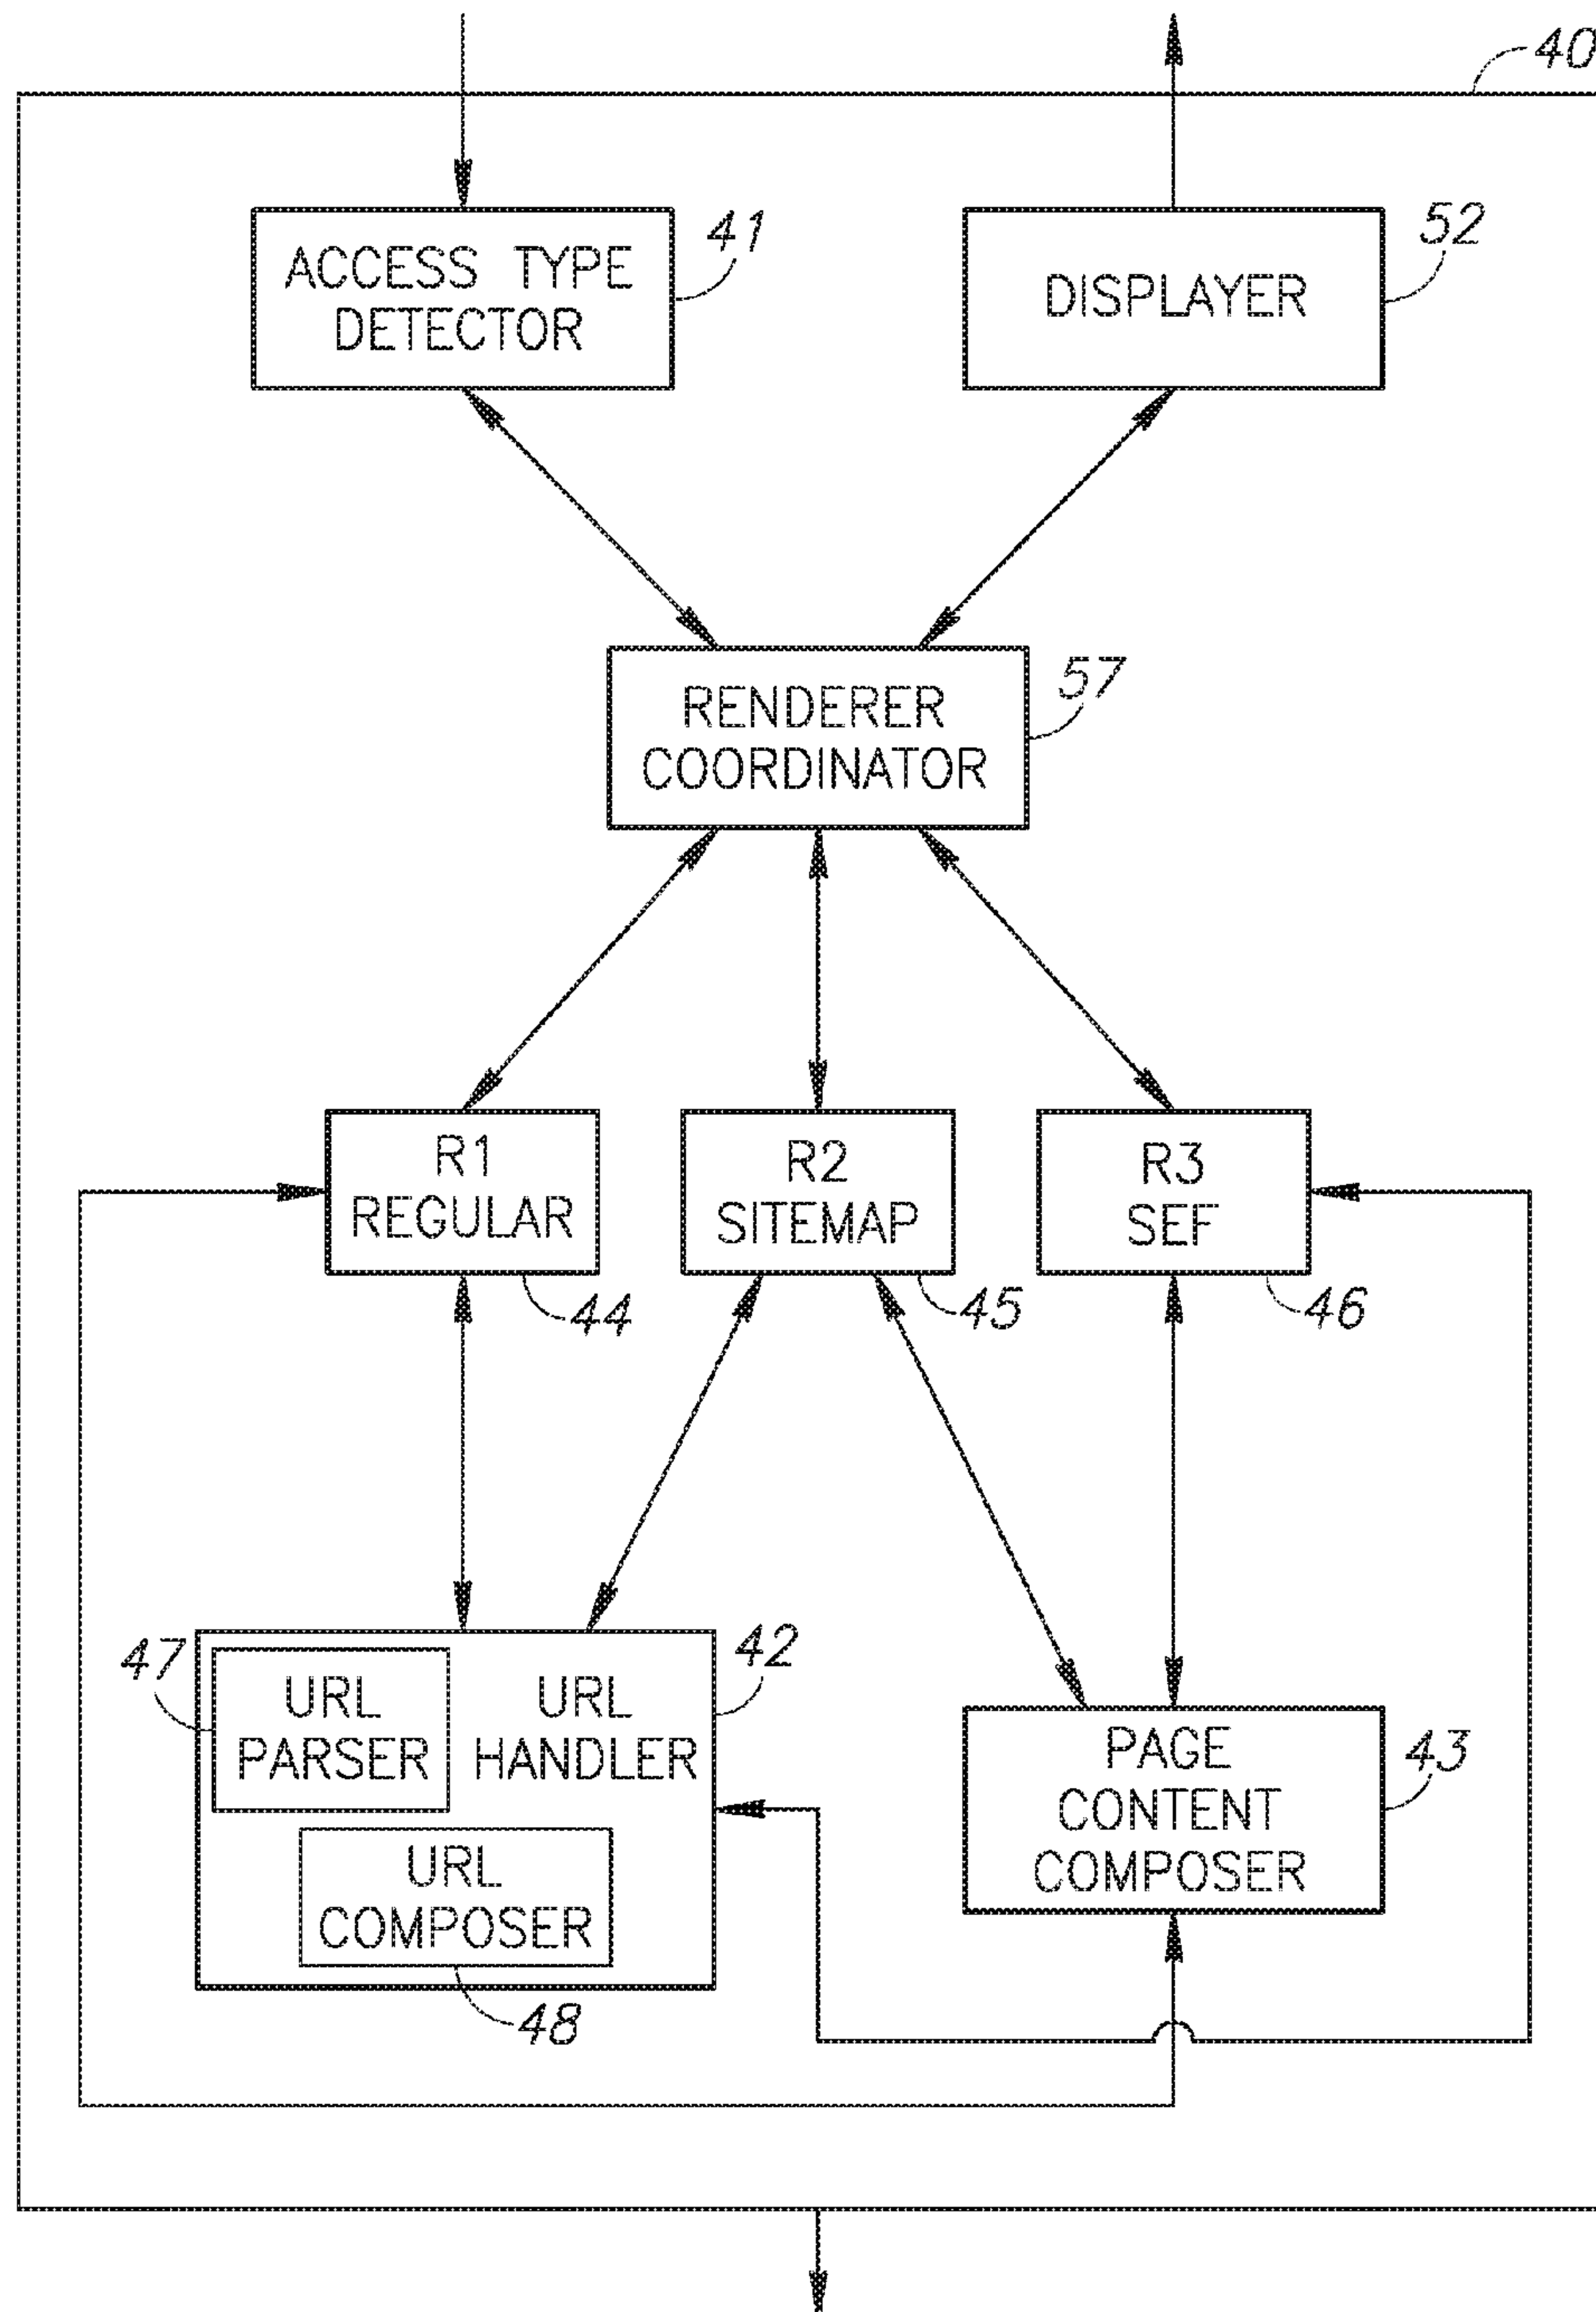 40
ACCESS TYPE
DETECTOR
41
DISPLAYER
52
RENDERER
COORDINATOR
57
R1
REGULAR
44
R2
SITEMAP
45
R3
SEF
46
47
URL
PARSER
URL
HANDLER
42
URL
COMPOSER
48
PAGE
CONTENT
COMPOSER
43